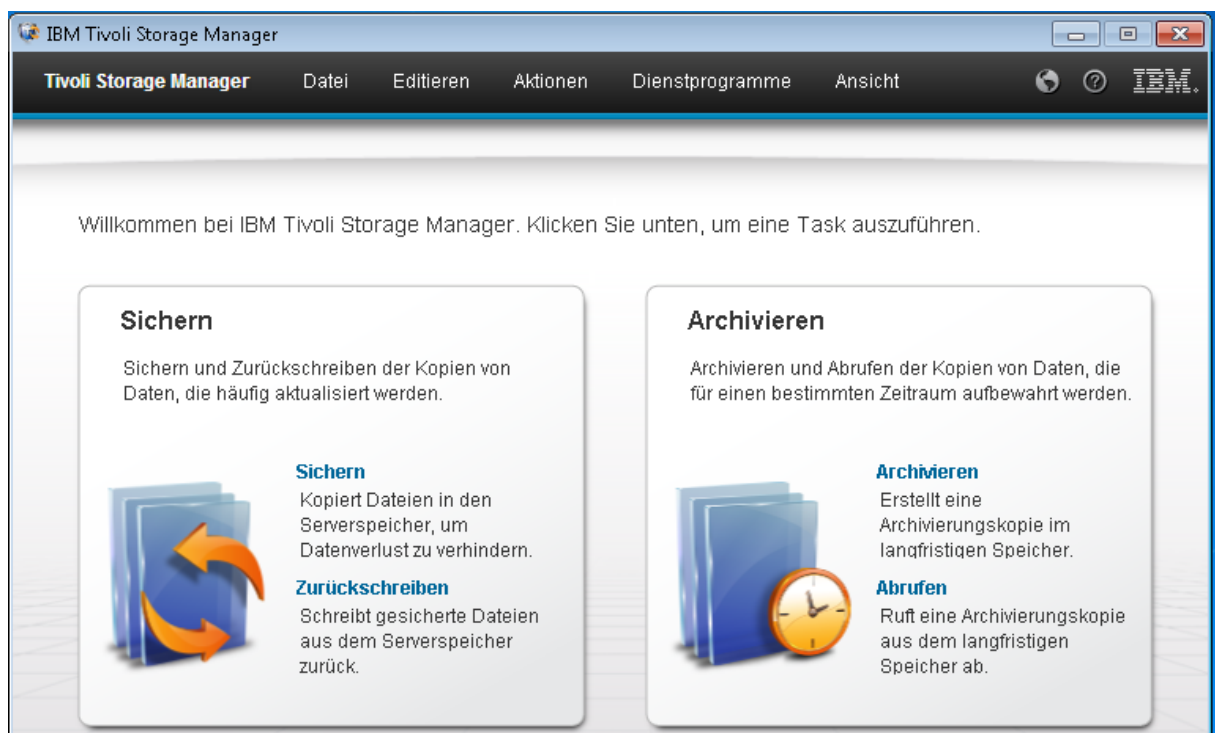 IBM Tivoli Storage Manager
Tivoli Storage Manager Datei Editieren Aktionen Dienstprogramme Ansicht ? IBM.
Willkommen bei IBM Tivoli Storage Manager. Klicken Sie unten, um eine Task auszuführen.
Sichern
Sichern und Zurückschreiben der Kopien von
Daten, die häufig aktualisiert werden.
Sichern
Kopiert Dateien in den
Serverspeicher, um
Datenverlust zu verhindern.
Zurückschreiben
Schreibt gesicherte Dateien
aus dem Serverspeicher
zurück.
Archivieren
Archivieren und Abrufen der Kopien von Daten, die
für einen bestimmten Zeitraum aufbewahrt werden.
Archivieren
Erstellt eine
Archivierungskopie im
langfristigen Speicher.
Abrufen
Ruft eine Archivierungskopie
aus dem langfristigen
Speicher ab.